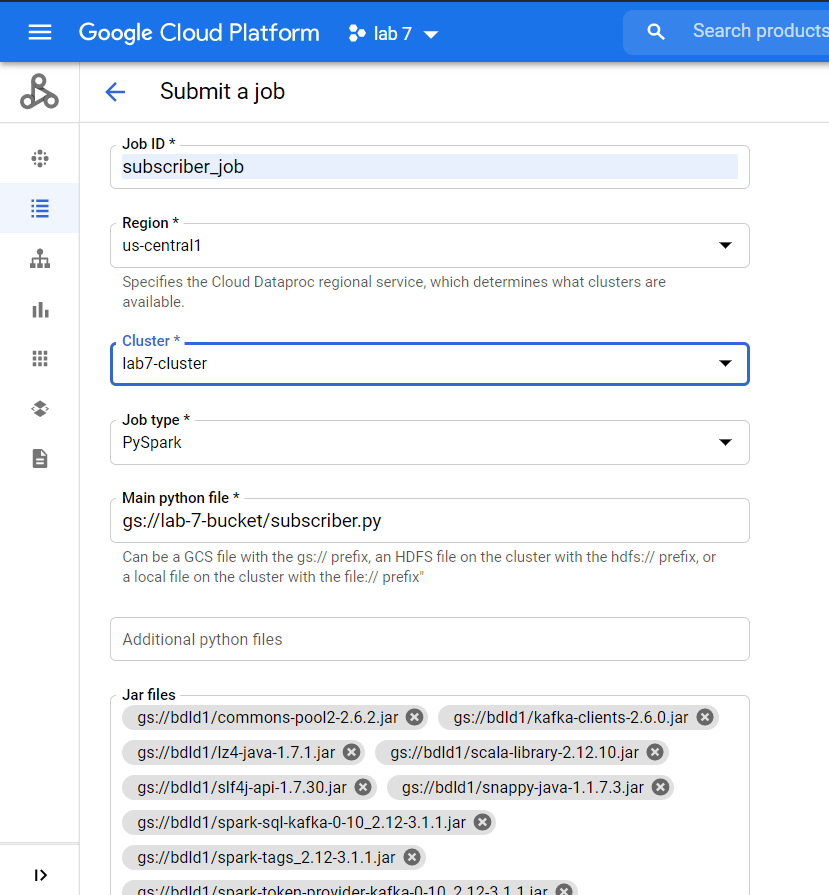 Google Cloud Platform lab 7 Search products
Submit a job
Job ID *
subscriber_job
Region *
us-central1
Specifies the Cloud Dataproc regional service, which determines what clusters are
available.
Cluster *
lab7-cluster
Job type *
PySpark
Main python file *
gs://lab-7-bucket/subscriber.py
Can be a GCS file with the gs:// prefix, an HDFS file on the cluster with the hdfs:// prefix, or
a local file on the cluster with the file:// prefix"
Additional python files
Jar files
gs://bdld1/commons-pool2-2.6.2.jar gs://bdld1/kafka-clients-2.6.0.jar
gs://bdld1/lz4-java-1.7.1.jar gs://bdld1/scala-library-2.12.10.jar
gs://bdld1/slf4j-api-1.7.30.jar gs://bdld1/snappy-java-1.1.7.3.jar
gs://bdld1/spark-sql-kafka-0-10_2.12-3.1.1.jar
gs://bdld1/spark-tags_2.12-3.1.1.jar
gs://bdld1/spark-token-provider-kafka-0-10_2.12-3.1.1.jar